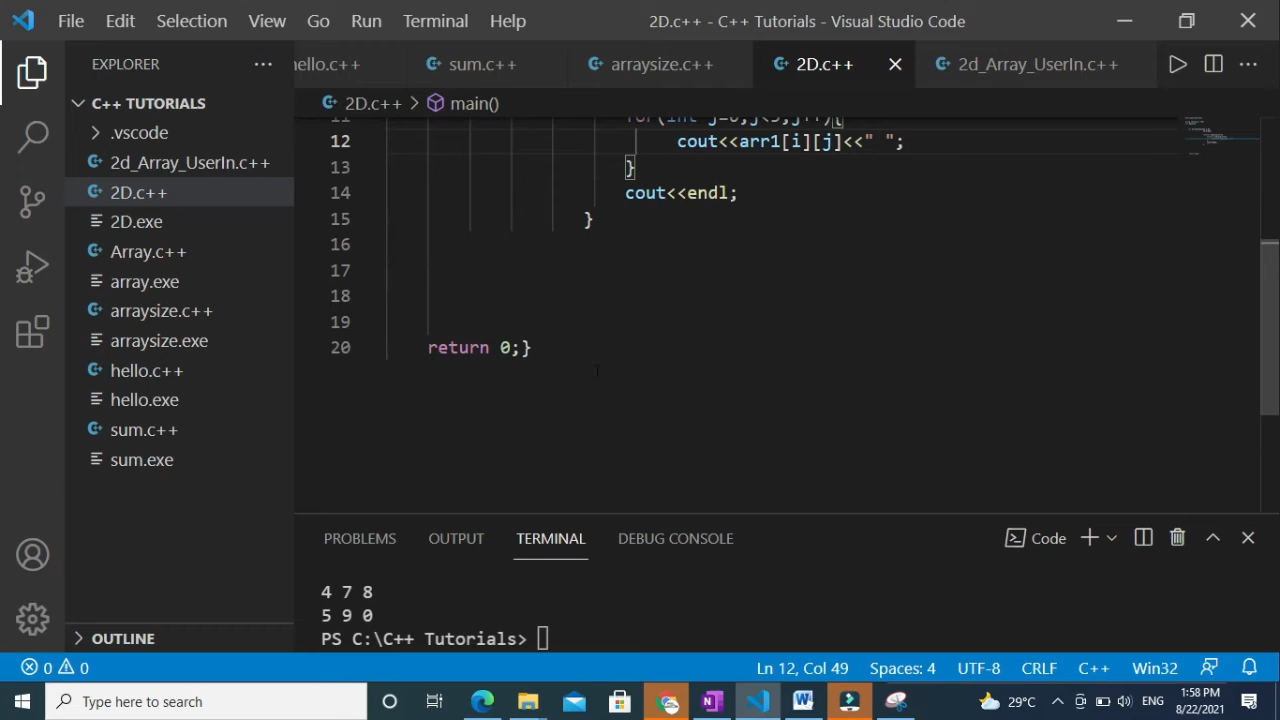 File Edit Selection View Go Run Terminal Help 2D.c++ - C++ Tutorials - Visual Studio Code
EXPLORER
hello.c++ sum.c++ arraysize.c++ 2D.c++ 2d_Array_UserIn.c++
C++ TUTORIALS
2D.c++ > main()
.vscode
2d_Array_UserIn.c++
2D.c++
2D.exe
Array.c++
array.exe
arraysize.c++
arraysize.exe
hello.c++
hello.exe
sum.c++
sum.exe
OUTLINE
12 cout<<arr1[i][j]<<" ";
13 }
14 cout<<endl;
15 }
16
17
18
19
20 return 0;}
PROBLEMS OUTPUT TERMINAL DEBUG CONSOLE Code
4 7 8
5 9 0
PS C:\C++ Tutorials>
0 0 Ln 12, Col 49 Spaces: 4 UTF-8 CRLF C++ Win32
Type here to search 29°C ENG 1:58 PM
8/22/2021